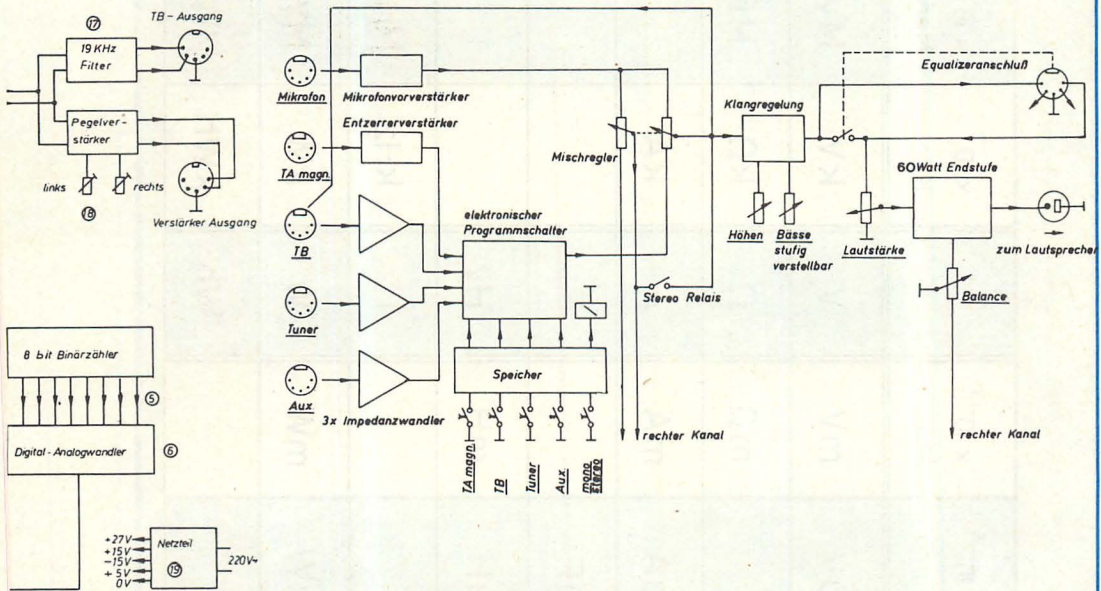 ⑰
TB-Ausgang
19 KHz
Filter
Pegelver-
stärker
links
rechts
⑱
Verstärker Ausgang
8 bit Binärzähler
⑤
Digital-Analogwandler
⑥
+27V
+15V
-15V
+5V
0V
Netzteil
⑲
220V~
Mikrofon
Mikrofonvorverstärker
Entzerrerverstärker
TA magn.
TB
Tuner
Aux
3x Impedanzwandler
elektronischer
Programmschalter
Speicher
TA magn.
TB
Tuner
Aux.
mono
stereo
Mischregler
Stereo Relais
rechter Kanal
Klangregelung
Höhen
Bässe
stufig
verstellbar
Equalizeranschluß
Lautstärke
60Watt Endstufe
zum Lautsprecher
Balance
rechter Kanal